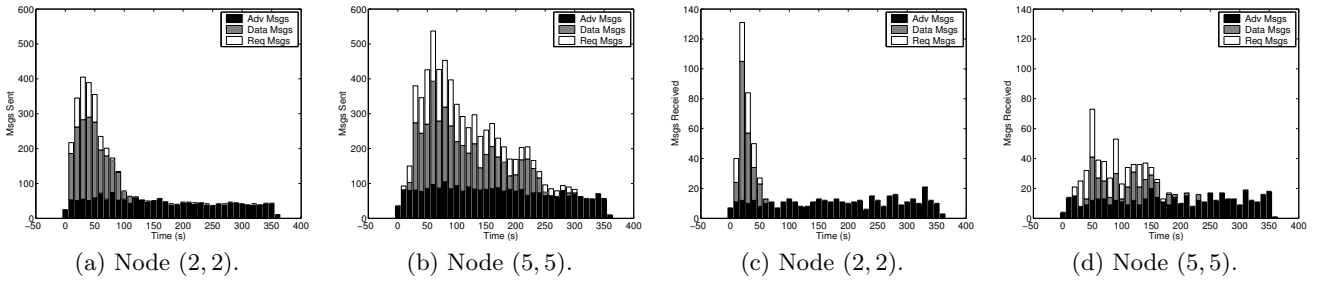 600
500
400
300
200
100
0
−50 0 50 100 150 200 250 300 350 400
Msgs Sent
Time (s)
Adv Msgs
Data Msgs
Req Msgs
(a) Node (2, 2).
600
500
400
300
200
100
0
−50 0 50 100 150 200 250 300 350 400
Msgs Sent
Time (s)
Adv Msgs
Data Msgs
Req Msgs
(b) Node (5, 5).
140
120
100
80
60
40
20
0
−50 0 50 100 150 200 250 300 350 400
Msgs Received
Time (s)
Adv Msgs
Data Msgs
Req Msgs
(c) Node (2, 2).
140
120
100
80
60
40
20
0
−50 0 50 100 150 200 250 300 350 400
Msgs Received
Time (s)
Adv Msgs
Data Msgs
Req Msgs
(d) Node (5, 5).